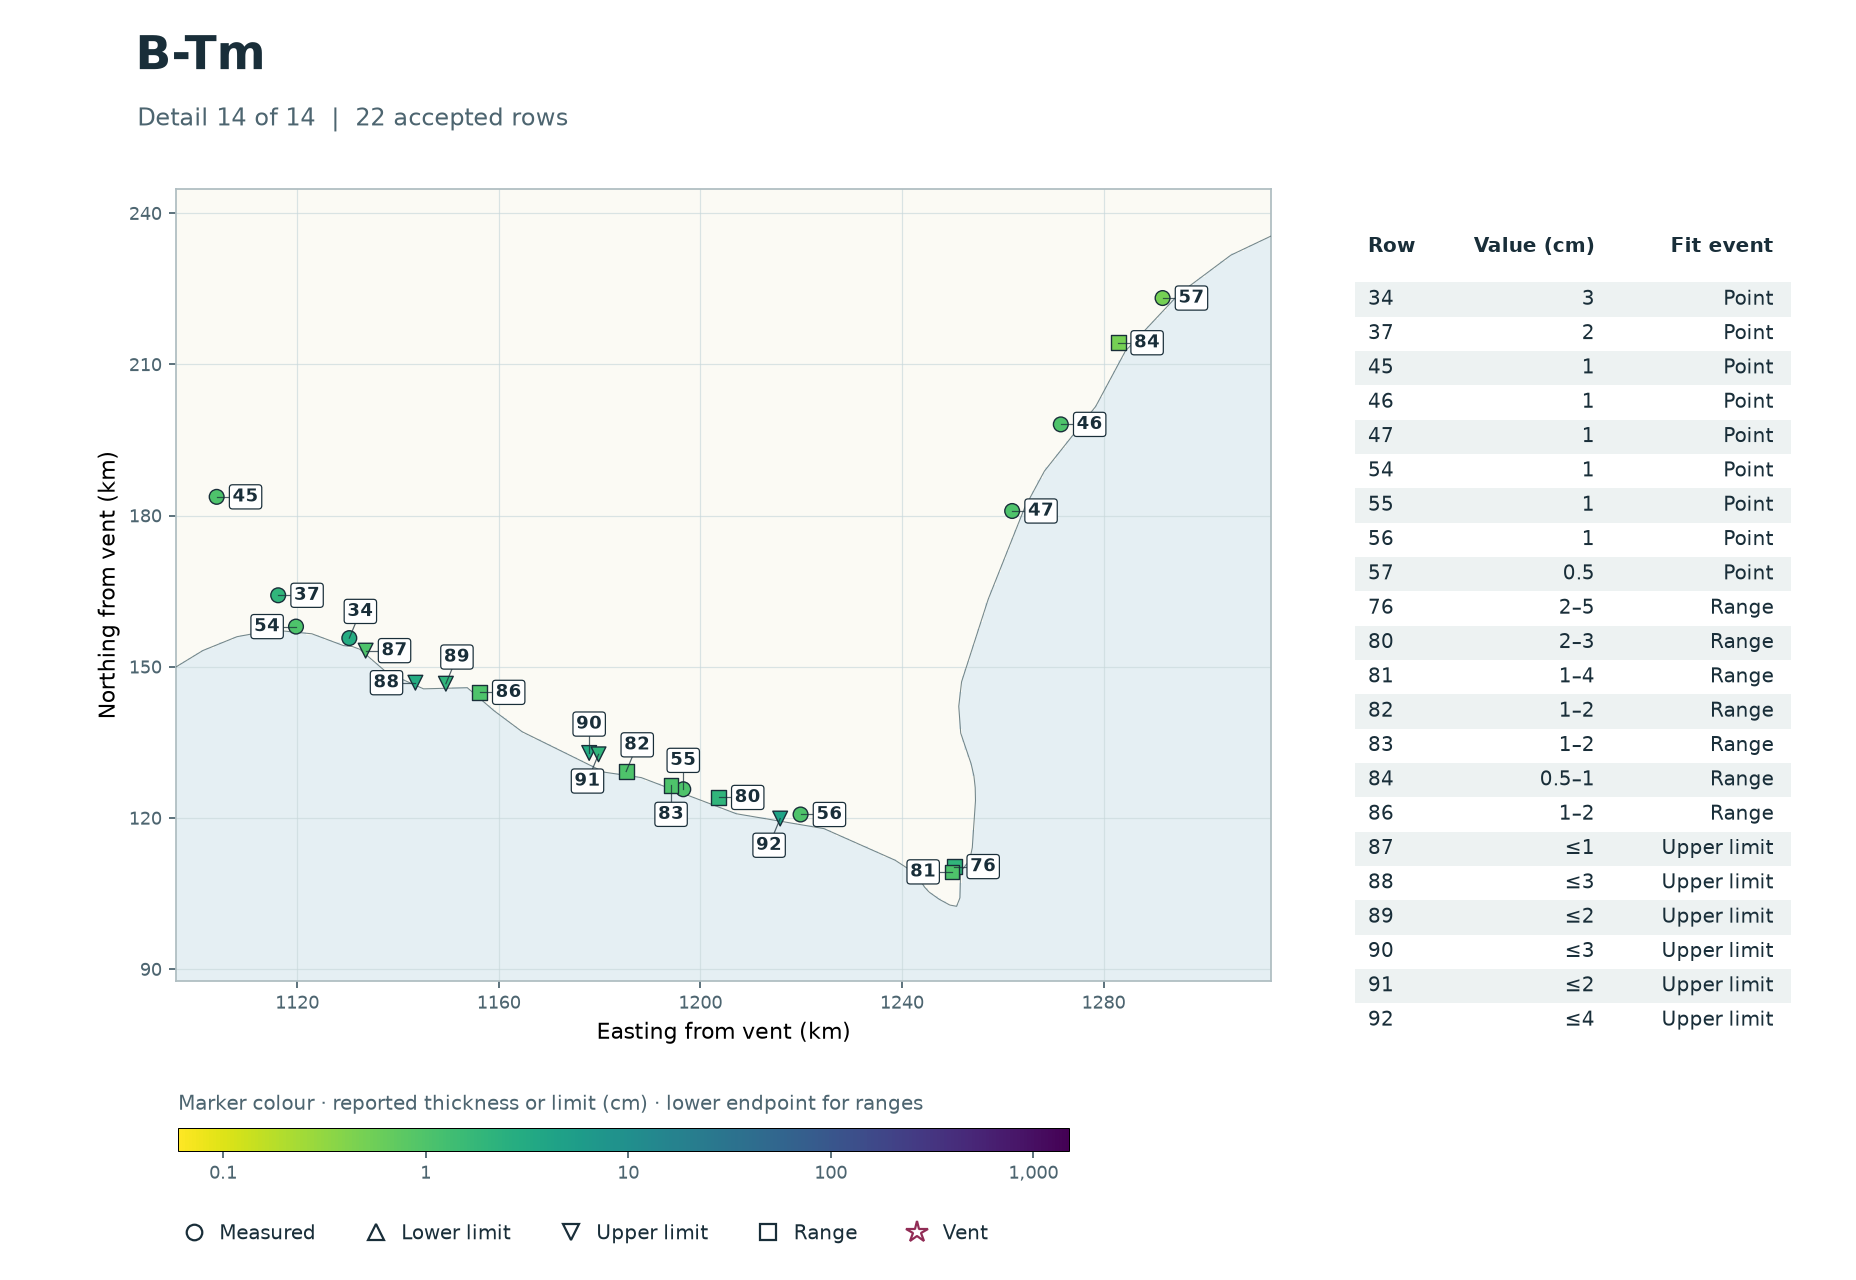 B-Tm
Detail 14 of 14 | 22 accepted rows
240
210
180
150
120
90
Northing from vent (km)
57
84
46
47
45
37
34
54
87
89
88
86
90
82
91
55
80
83
56
92
81
76
1120 1160 1200 1240 1280
Easting from vent (km)
Row Value (cm) Fit event
34 3 Point
37 2 Point
45 1 Point
46 1 Point
47 1 Point
54 1 Point
55 1 Point
56 1 Point
57 0.5 Point
76 2–5 Range
80 2–3 Range
81 1–4 Range
82 1–2 Range
83 1–2 Range
84 0.5–1 Range
86 1–2 Range
87 ≤1 Upper limit
88 ≤3 Upper limit
89 ≤2 Upper limit
90 ≤3 Upper limit
91 ≤2 Upper limit
92 ≤4 Upper limit
Marker colour · reported thickness or limit (cm) · lower endpoint for ranges
0.1 1 10 100 1,000
Measured Lower limit Upper limit Range Vent